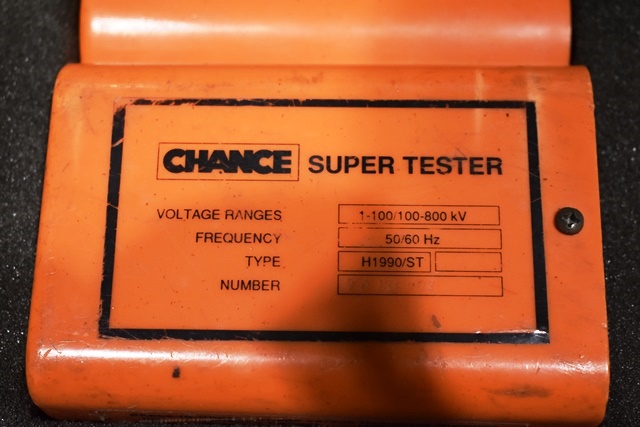 CHANCE SUPER TESTER
VOLTAGE RANGES 1-100/100-800 kV
FREQUENCY 50/60 Hz
TYPE H1990/ST
NUMBER